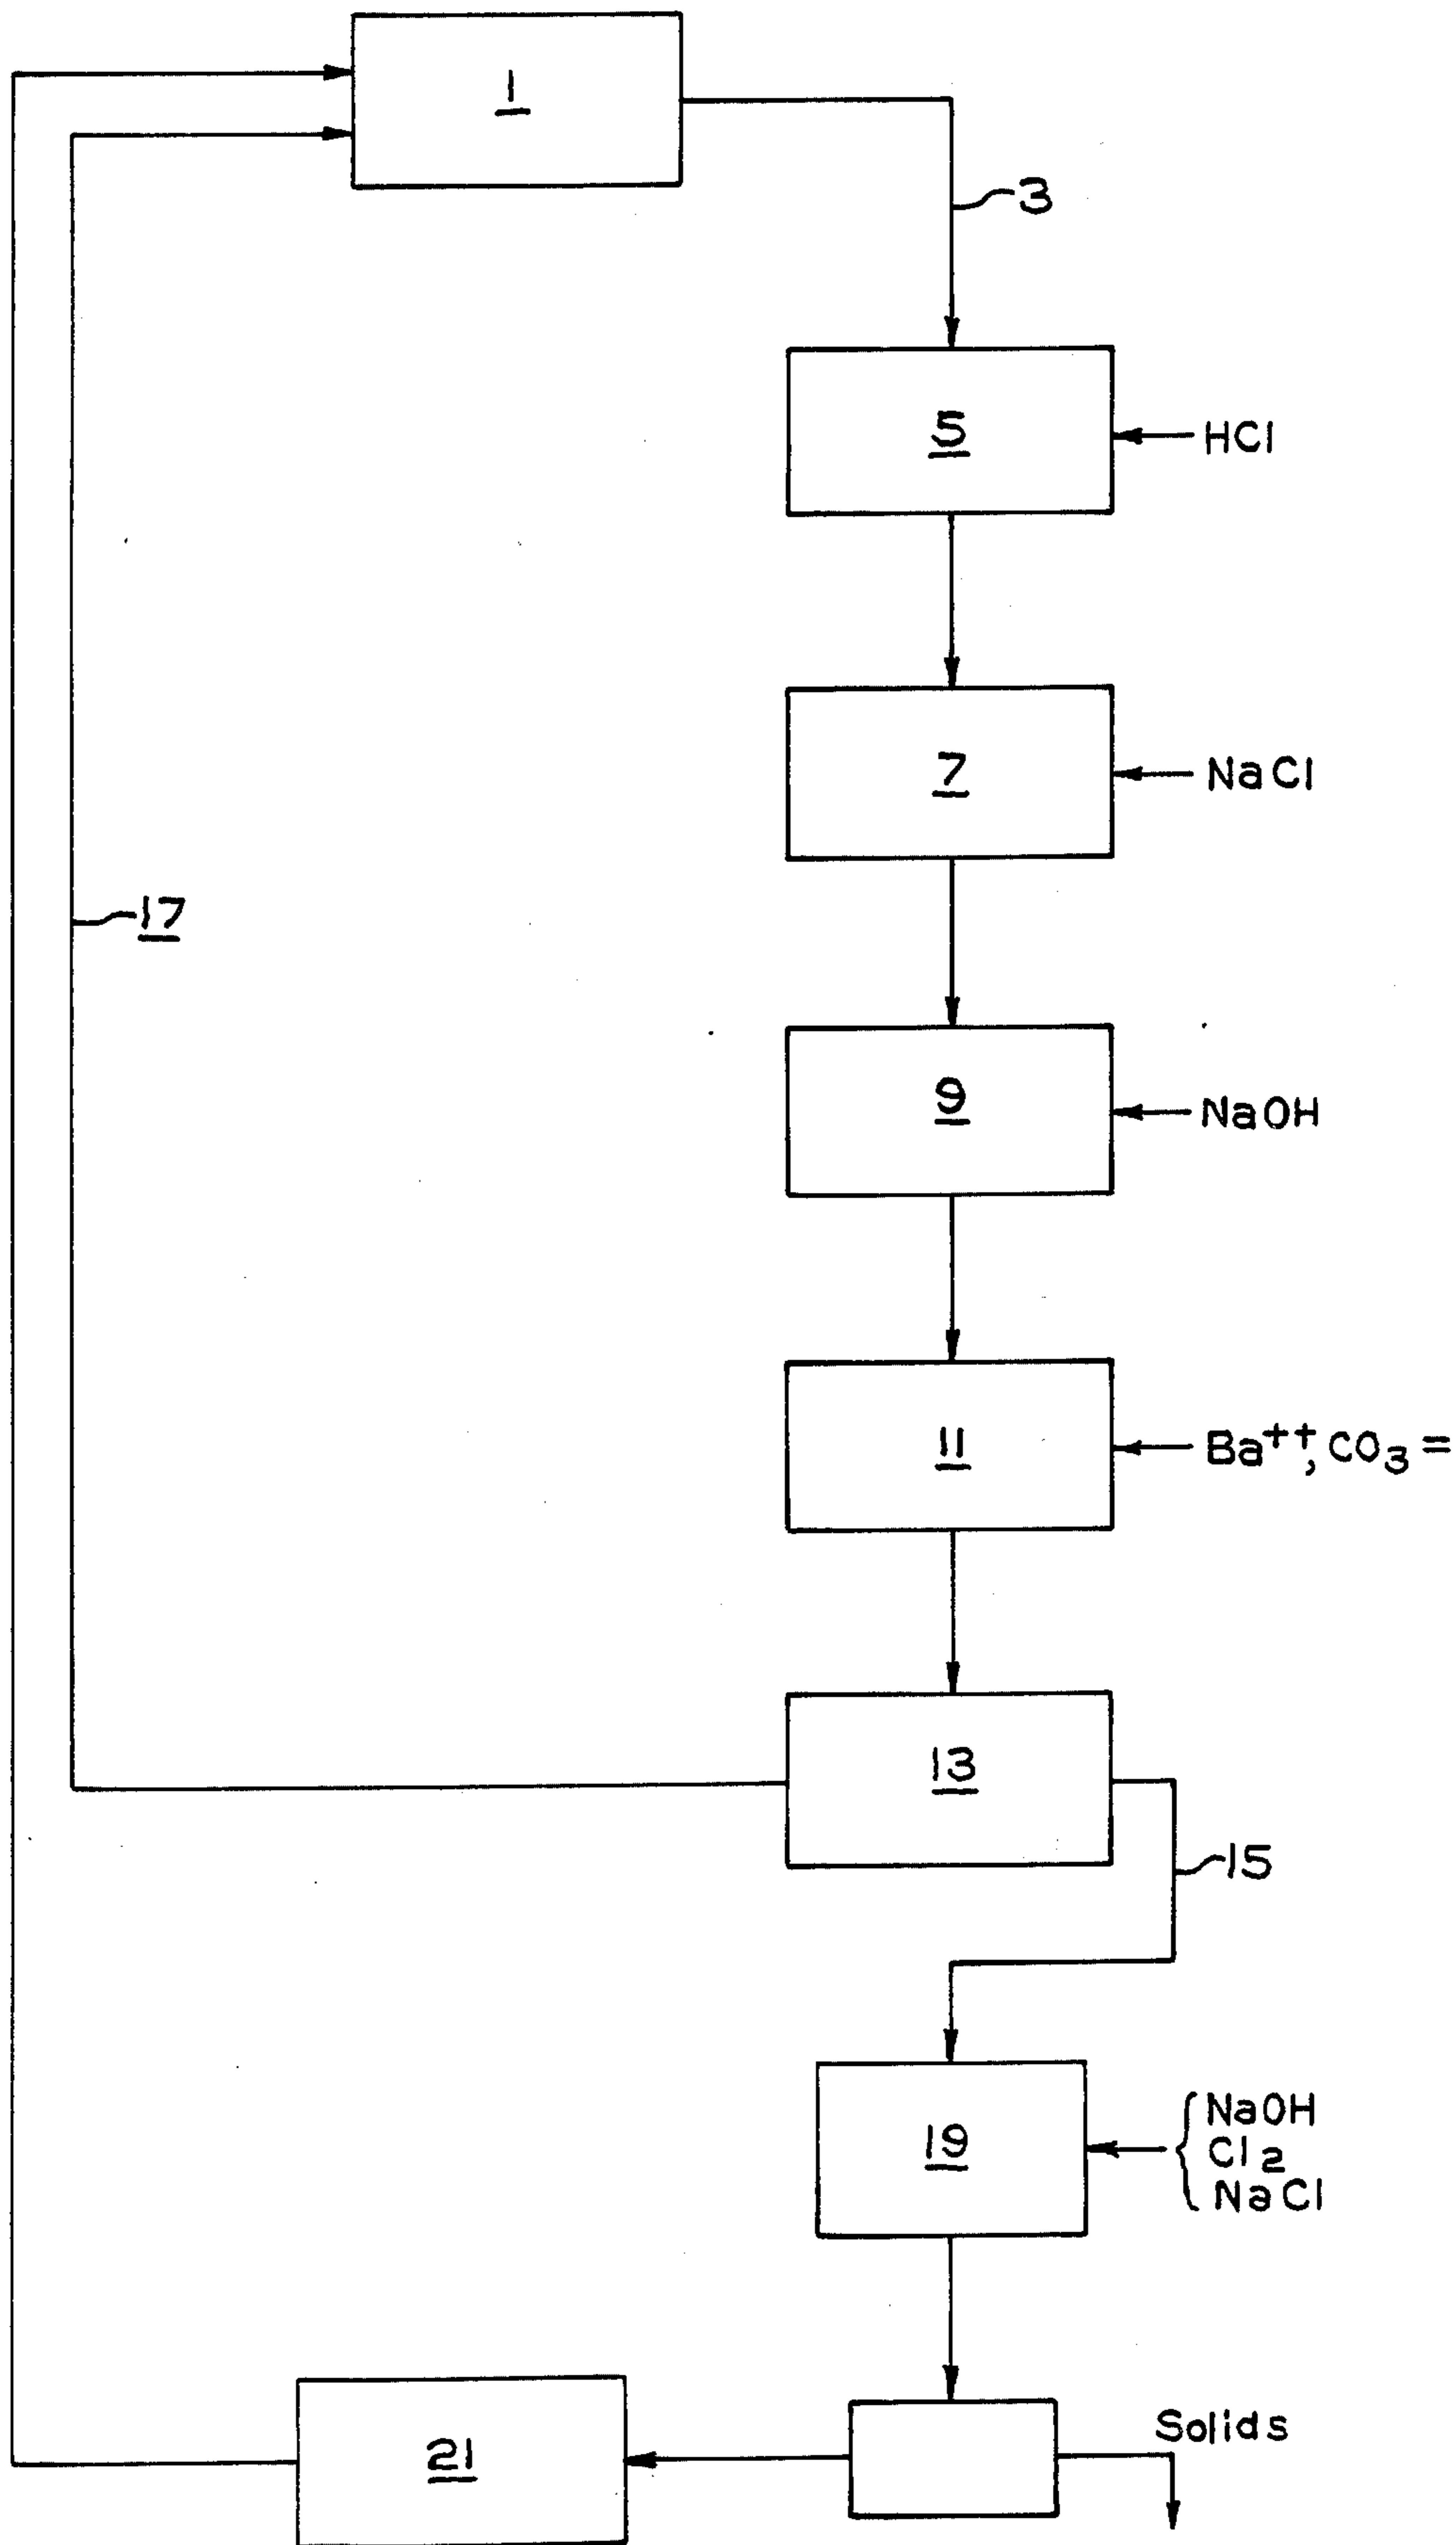 1
3
5
HCl
7
NaCl
17
9
NaOH
11
Ba++, CO3=
13
15
19
NaOH
Cl2
NaCl
Solids
21